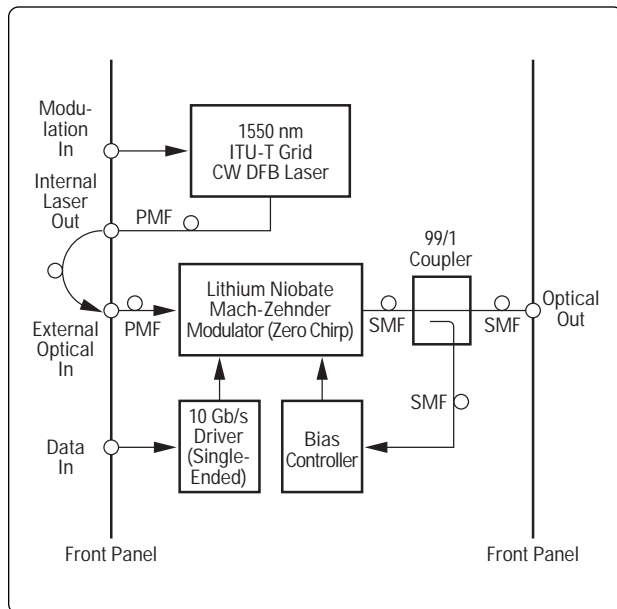 Modu-
lation
In
1550 nm
ITU-T Grid
CW DFB Laser
Internal
Laser
Out
PMF
99/1
Coupler
Lithium Niobate
Mach-Zehnder
Modulator (Zero Chirp)
Optical
Out
External
Optical
In
PMF
SMF
SMF
SMF
Data
In
10 Gb/s
Driver
(Single-
Ended)
Bias
Controller
Front Panel
Front Panel